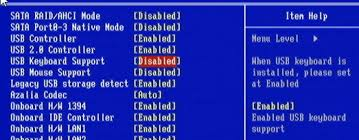 SATA RAID/AHCI Mode [Disabled]
SATA Port0-3 Native Mode [Disabled]
USB Controller [Enabled]
USB 2.0 Controller [Enabled]
USB Keyboard Support [Disabled]
USB Mouse Support [Disabled]
Legacy USB storage detect [Enabled]
Azalia Codec [Auto]
Onboard H/W 1394 [Enabled]
Onboard IDE Controller [Enabled]
Onboard H/W LAN1 [Enabled]
Onboard H/W LAN2 [Enabled]
Item Help
Menu Level
When USB keyboard is
installed, please set
at Enabled
[Enabled]
Enabled USB keyboard
support